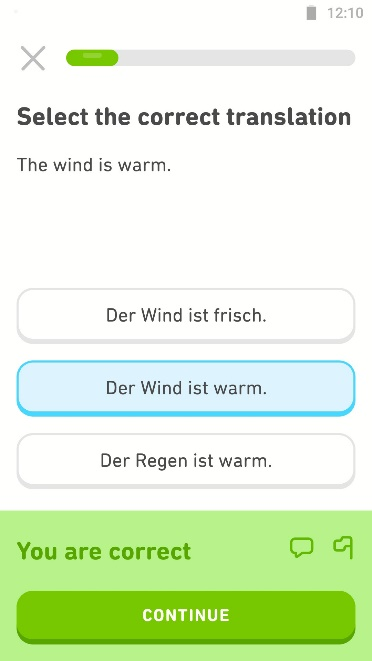 12:10
Select the correct translation
The wind is warm.
Der Wind ist frisch.
Der Wind ist warm.
Der Regen ist warm.
You are correct
CONTINUE